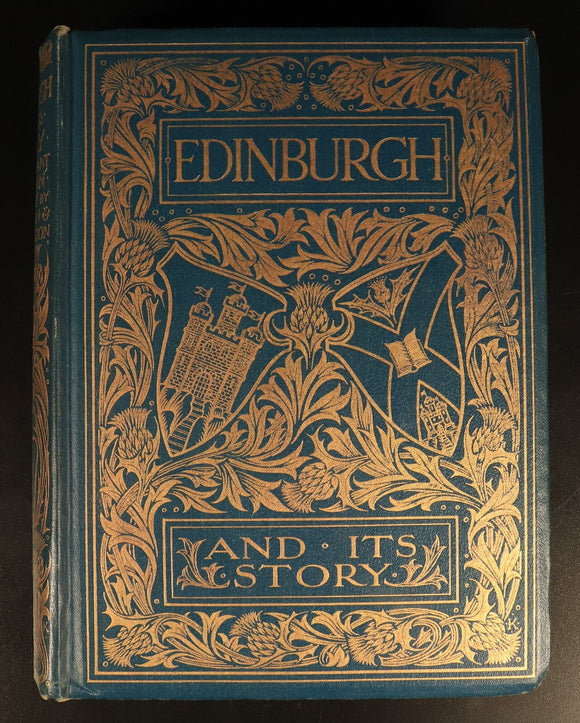 EDINBURGH
AND · ITS
STORY·
K